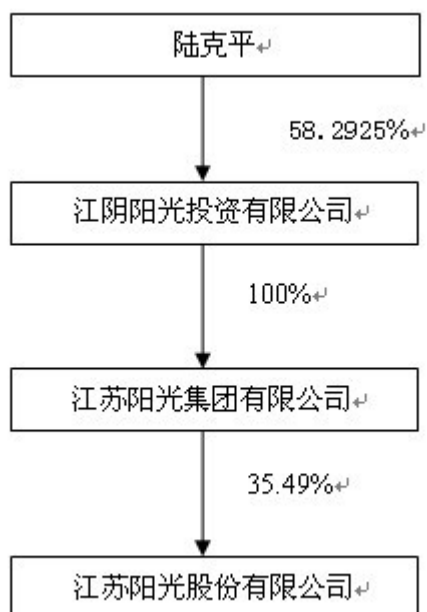 陆克平
58.2925%
江阴阳光投资有限公司
100%
江苏阳光集团有限公司
35.49%
江苏阳光股份有限公司